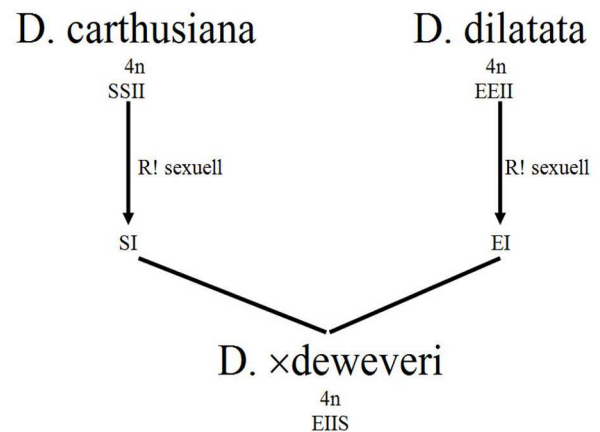 D. carthusiana
4n
SSII
R! sexuell
SI
D. dilatata
4n
EEII
R! sexuell
EI
D. ×deweveri
4n
EIIS